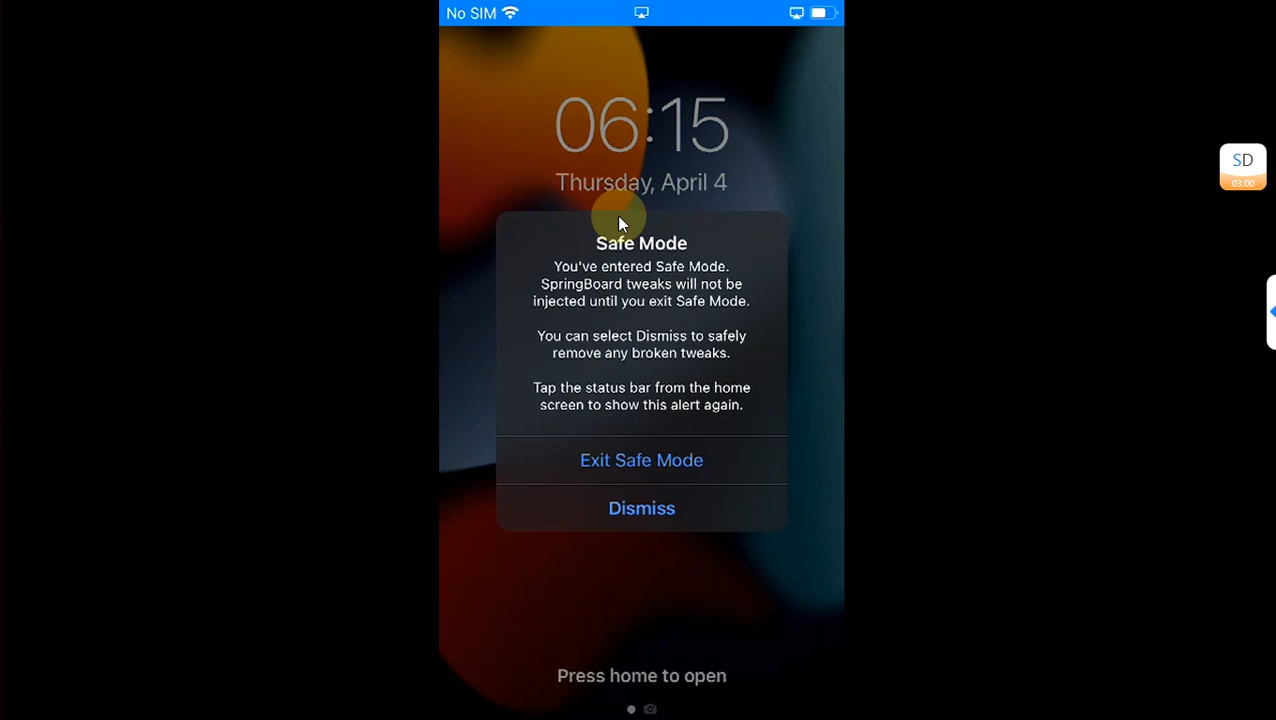 No SIM
06:15
Thursday, April 4
SD
03:00
Safe Mode
You've entered Safe Mode.
SpringBoard tweaks will not be
injected until you exit Safe Mode.
You can select Dismiss to safely
remove any broken tweaks.
Tap the status bar from the home
screen to show this alert again.
Exit Safe Mode
Dismiss
Press home to open